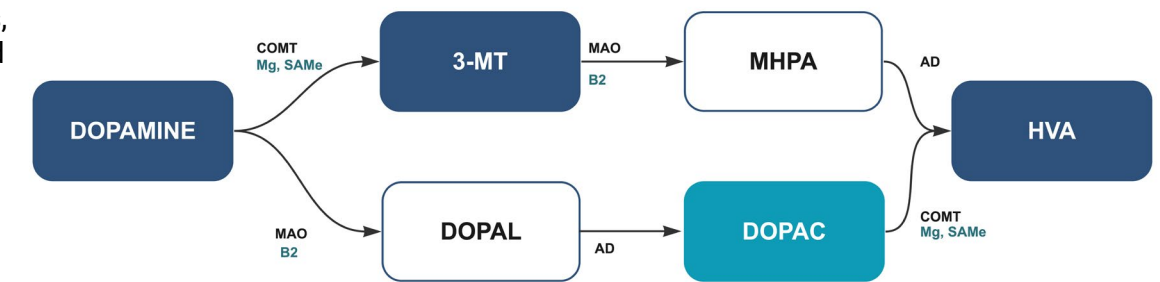 ,
COMT
Mg, SAMe
3-MT
MAO
B2
MHPA
AD
DOPAMINE
HVA
MAO
B2
DOPAL
AD
DOPAC
COMT
Mg, SAMe